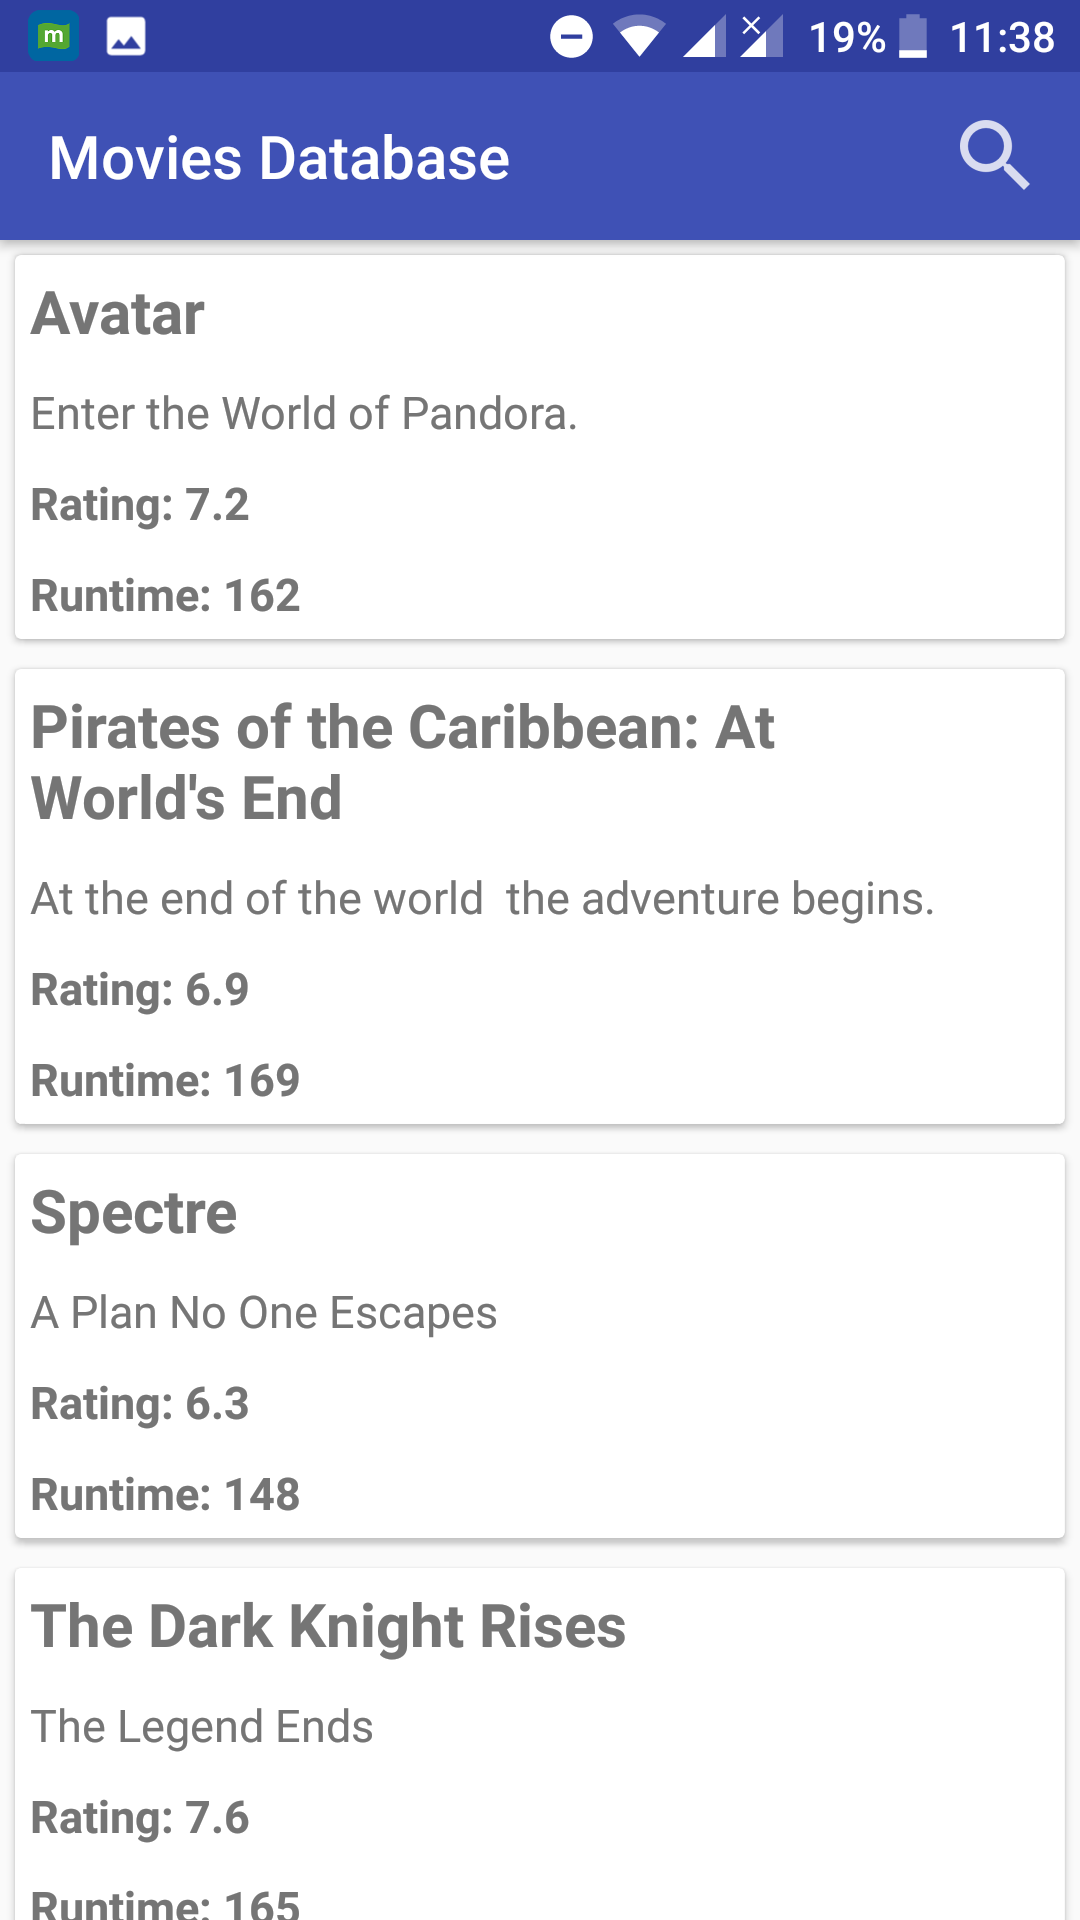 m 19% 11:38
Movies Database
Avatar
Enter the World of Pandora.
Rating: 7.2
Runtime: 162
Pirates of the Caribbean: At
World's End
At the end of the world  the adventure begins.
Rating: 6.9
Runtime: 169
Spectre
A Plan No One Escapes
Rating: 6.3
Runtime: 148
The Dark Knight Rises
The Legend Ends
Rating: 7.6
Runtime: 165